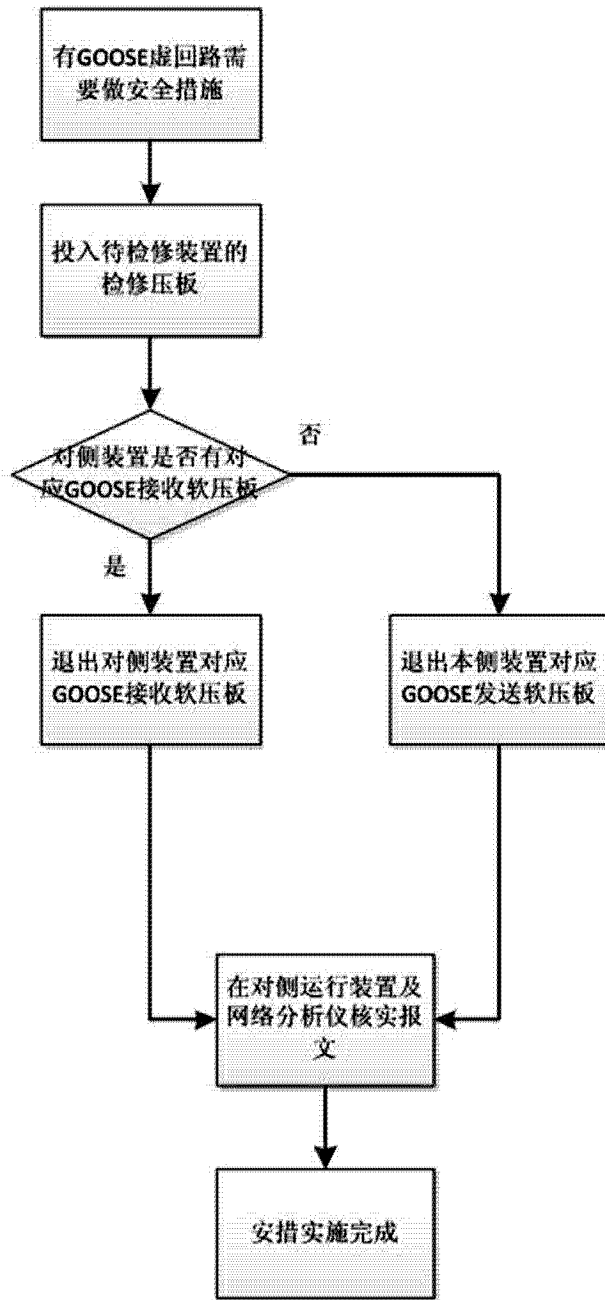 有GOOSE虚回路需
要做安全措施
投入待检修装置的
检修压板
对侧装置是否有对
应GOOSE接收软压板
否
是
退出对侧装置对应
GOOSE接收软压板
退出本侧装置对应
GOOSE发送软压板
在对侧运行装置及
网络分析仪核实报
文
安措实施完成